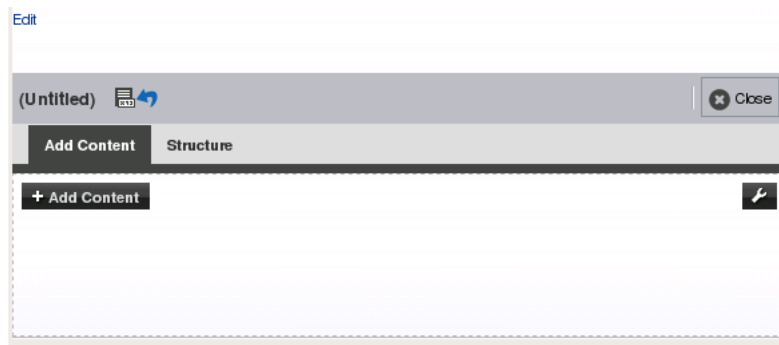 Edit
(Untitled)
Close
Add Content Structure
+ Add Content